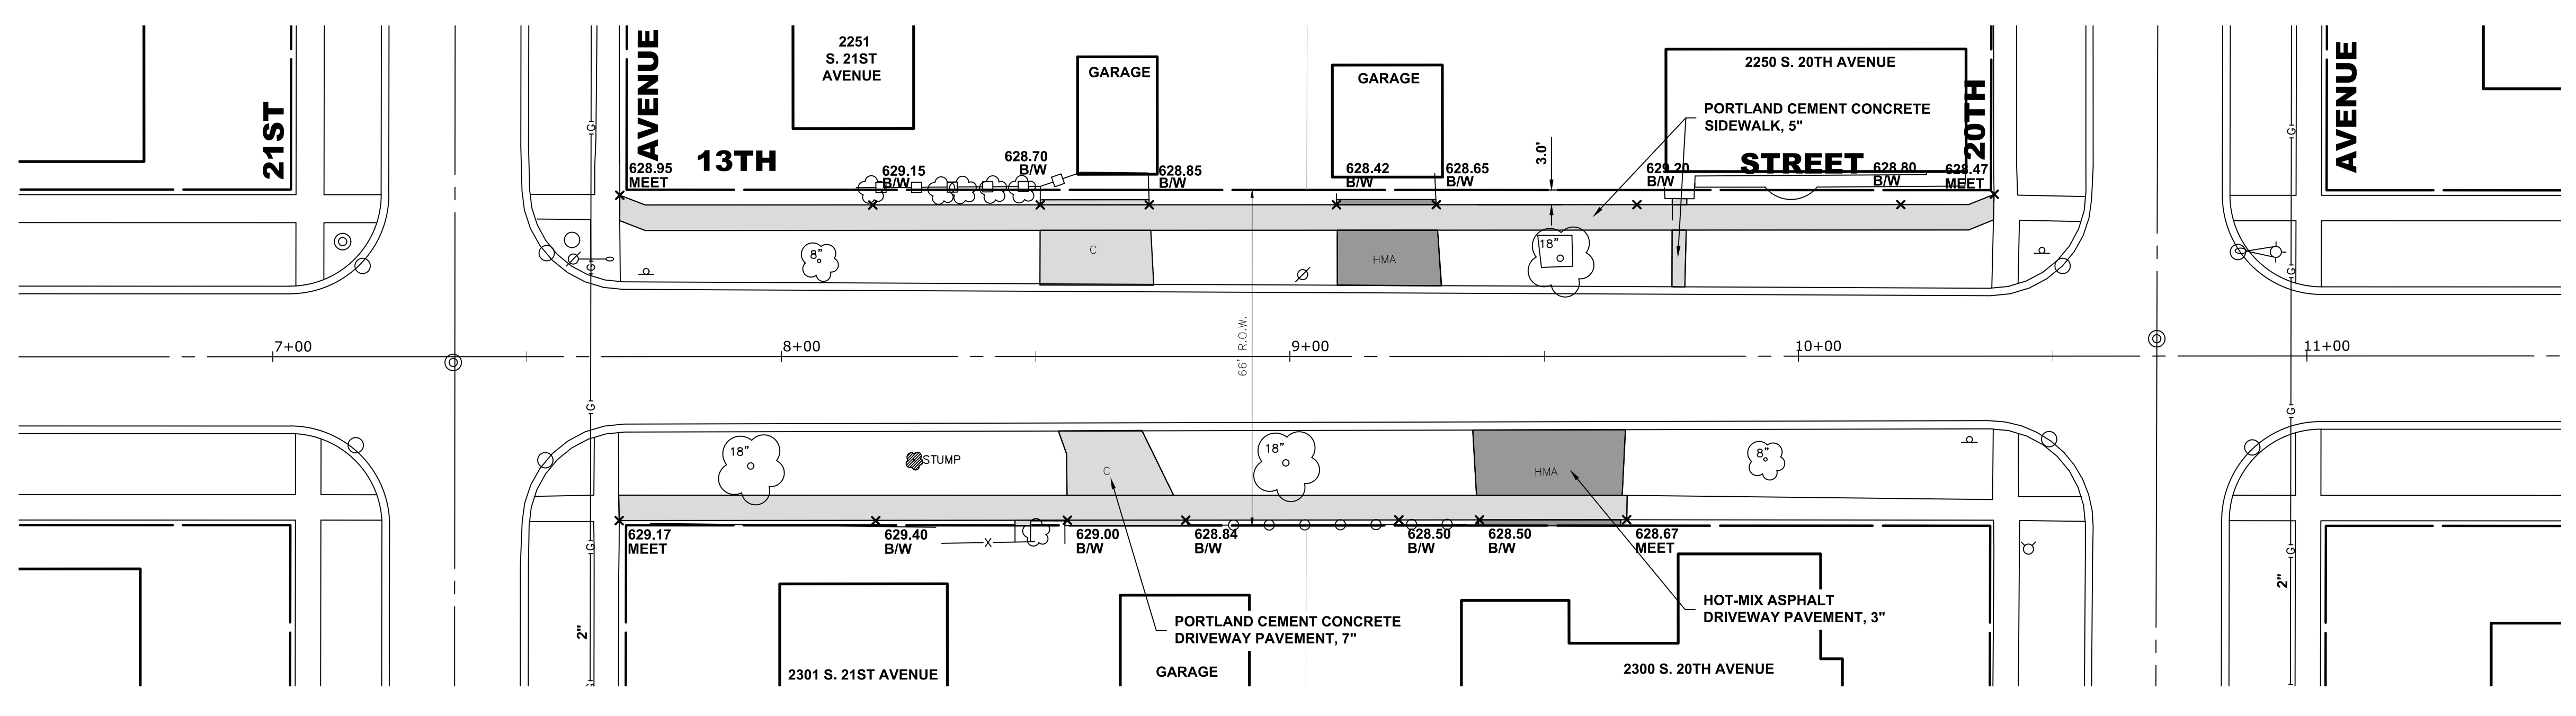 2251
S. 21ST
AVENUE
GARAGE
GARAGE
2250 S. 20TH AVENUE
PORTLAND CEMENT CONCRETE
SIDEWALK, 5"
21ST
AVENUE
13TH
STREET
20TH
AVENUE
628.95
MEET
629.15
B/W
628.70
B/W
628.85
B/W
628.42
B/W
628.65
B/W
3.0'
629.20
B/W
628.80
B/W
628.47
MEET
G
G
G
G
8"
C
HMA
18"
66' R.O.W.
7+00
8+00
9+00
10+00
11+00
G
G
18"
STUMP
C
18"
HMA
8"
629.17
MEET
629.40
B/W
X
629.00
B/W
628.84
B/W
628.50
B/W
628.50
B/W
628.67
MEET
G
G
2"
2"
G
HOT-MIX ASPHALT
DRIVEWAY PAVEMENT, 3"
PORTLAND CEMENT CONCRETE
DRIVEWAY PAVEMENT, 7"
2301 S. 21ST AVENUE
GARAGE
2300 S. 20TH AVENUE